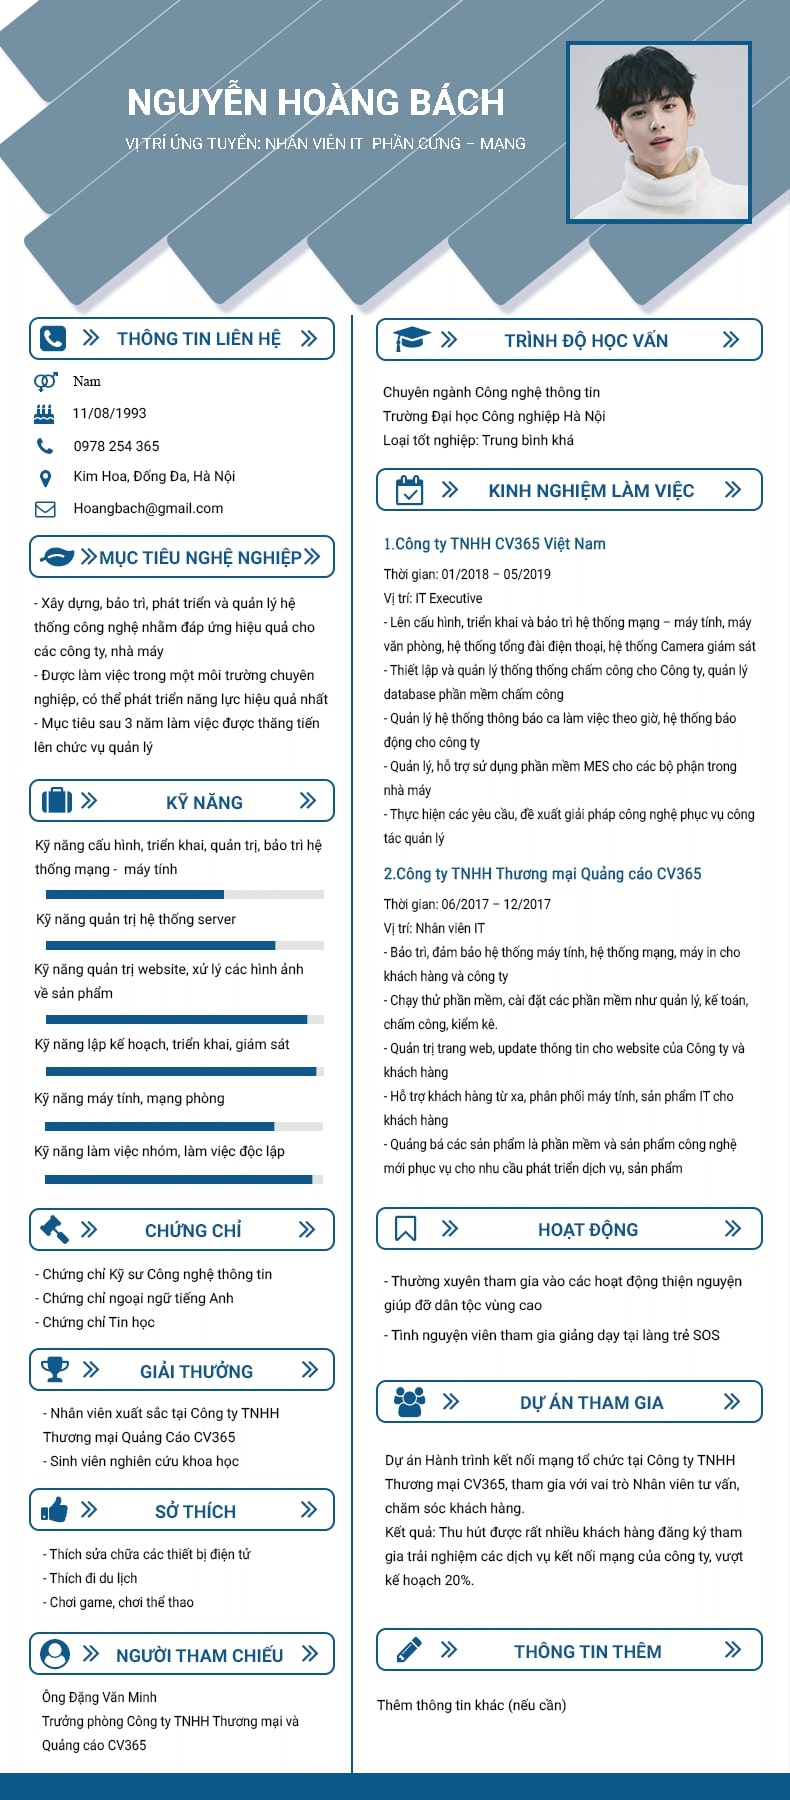 NGUYỄN HOÀNG BÁCH
VỊ TRÍ ỨNG TUYỂN: NHÂN VIÊN IT PHẦN CỨNG – MẠNG
THÔNG TIN LIÊN HỆ
Nam
11/08/1993
0978 254 365
Kim Hoa, Đống Đa, Hà Nội
Hoangbach@gmail.com
MỤC TIÊU NGHỀ NGHIỆP
- Xây dựng, bảo trì, phát triển và quản lý hệ
thống công nghệ nhằm đáp ứng hiệu quả cho
các công ty, nhà máy
- Được làm việc trong một môi trường chuyên
nghiệp, có thể phát triển năng lực hiệu quả nhất
- Mục tiêu sau 3 năm làm việc được thăng tiến
lên chức vụ quản lý
KỸ NĂNG
Kỹ năng cấu hình, triển khai, quản trị, bảo trì hệ
thống mạng - máy tính
Kỹ năng quản trị hệ thống server
Kỹ năng quản trị website, xử lý các hình ảnh
về sản phẩm
Kỹ năng lập kế hoạch, triển khai, giám sát
Kỹ năng máy tính, mạng phòng
Kỹ năng làm việc nhóm, làm việc độc lập
CHỨNG CHỈ
- Chứng chỉ Kỹ sư Công nghệ thông tin
- Chứng chỉ ngoại ngữ tiếng Anh
- Chứng chỉ Tin học
GIẢI THƯỞNG
- Nhân viên xuất sắc tại Công ty TNHH
Thương mại Quảng Cáo CV365
- Sinh viên nghiên cứu khoa học
SỞ THÍCH
- Thích sửa chữa các thiết bị điện tử
- Thích đi du lịch
- Chơi game, chơi thể thao
NGƯỜI THAM CHIẾU
Ông Đặng Văn Minh
Trưởng phòng Công ty TNHH Thương mại và
Quảng cáo CV365
TRÌNH ĐỘ HỌC VẤN
Chuyên ngành Công nghệ thông tin
Trường Đại học Công nghiệp Hà Nội
Loại tốt nghiệp: Trung bình khá
KINH NGHIỆM LÀM VIỆC
1.Công ty TNHH CV365 Việt Nam
Thời gian: 01/2018 – 05/2019
Vị trí: IT Executive
- Lên cấu hình, triển khai và bảo trì hệ thống mạng – máy tính, máy
văn phòng, hệ thống tổng đài điện thoại, hệ thống Camera giám sát
- Thiết lập và quản lý thống thống chấm công cho Công ty, quản lý
database phần mềm chấm công
- Quản lý hệ thống thông báo ca làm việc theo giờ, hệ thống báo
động cho công ty
- Quản lý, hỗ trợ sử dụng phần mềm MES cho các bộ phận trong
nhà máy
- Thực hiện các yêu cầu, đề xuất giải pháp công nghệ phục vụ công
tác quản lý
2.Công ty TNHH Thương mại Quảng cáo CV365
Thời gian: 06/2017 – 12/2017
Vị trí: Nhân viên IT
- Bảo trì, đảm bảo hệ thống máy tính, hệ thống mạng, máy in cho
khách hàng và công ty
- Chạy thử phần mềm, cài đặt các phần mềm như quản lý, kế toán,
chấm công, kiểm kê.
- Quản trị trang web, update thông tin cho website của Công ty và
khách hàng
- Hỗ trợ khách hàng từ xa, phân phối máy tính, sản phẩm IT cho
khách hàng
- Quảng bá các sản phẩm là phần mềm và sản phẩm công nghệ
mới phục vụ cho nhu cầu phát triển dịch vụ, sản phẩm
HOẠT ĐỘNG
- Thường xuyên tham gia vào các hoạt động thiện nguyện
giúp đỡ dân tộc vùng cao
- Tình nguyện viên tham gia giảng dạy tại làng trẻ SOS
DỰ ÁN THAM GIA
Dự án Hành trình kết nối mạng tổ chức tại Công ty TNHH
Thương mại CV365, tham gia với vai trò Nhân viên tư vấn,
chăm sóc khách hàng.
Kết quả: Thu hút được rất nhiều khách hàng đăng ký tham
gia trải nghiệm các dịch vụ kết nối mạng của công ty, vượt
kế hoạch 20%.
THÔNG TIN THÊM
Thêm thông tin khác (nếu cần)